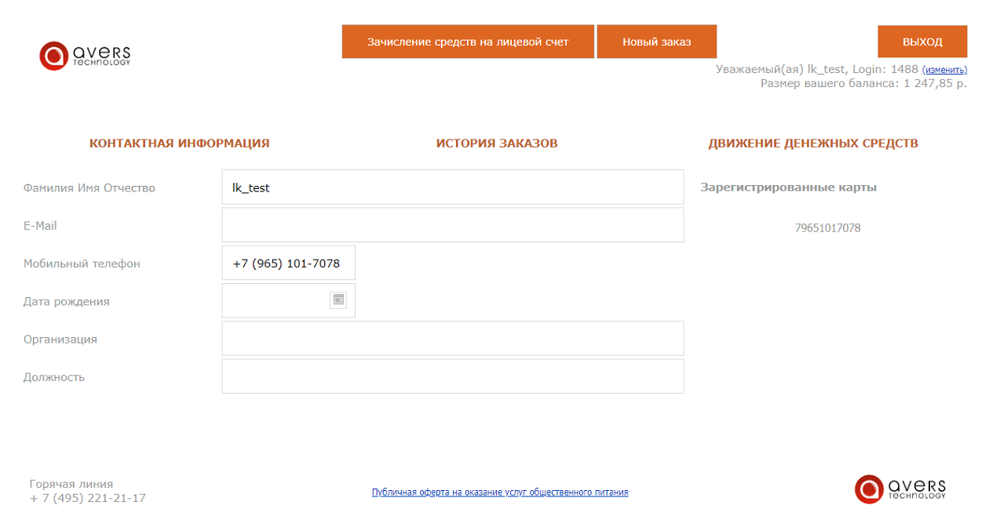 avers
TECHNOLOGY
Зачисление средств на лицевой счет
Новый заказ
ВЫХОД
Уважаемый(ая) lk_test, Login: 1488 (изменить)
Размер вашего баланса: 1 247,85 р.
КОНТАКТНАЯ ИНФОРМАЦИЯ
ИСТОРИЯ ЗАКАЗОВ
ДВИЖЕНИЕ ДЕНЕЖНЫХ СРЕДСТВ
Фамилия Имя Отчество
lk_test
Зарегистрированные карты
E-Mail
79651017078
Мобильный телефон
+7 (965) 101-7078
Дата рождения
Организация
Должность
Горячая линия
+ 7 (495) 221-21-17
Публичная оферта на оказание услуг общественного питания
avers
TECHNOLOGY